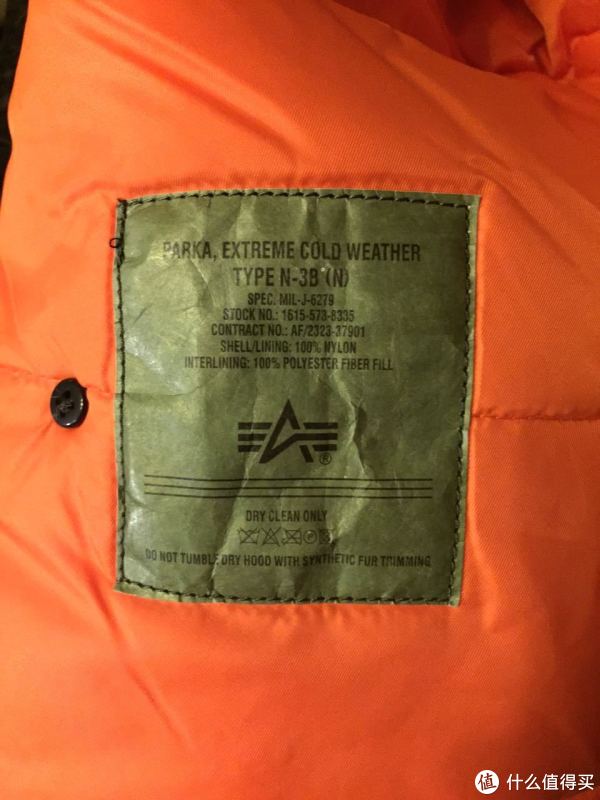 PARKA, EXTREME COLD WEATHER
TYPE N-3B (N)
SPEC. MIL-J-6279
STOCK NO.: 1615-573-8335
CONTRACT NO.: AF/2323-37901
SHELL/LINING: 100% NYLON
INTERLINING: 100% POLYESTER FIBER FILL
®
DRY CLEAN ONLY
DO NOT TUMBLE DRY HOOD WITH SYNTHETIC FUR TRIMMING
值 什么值得买